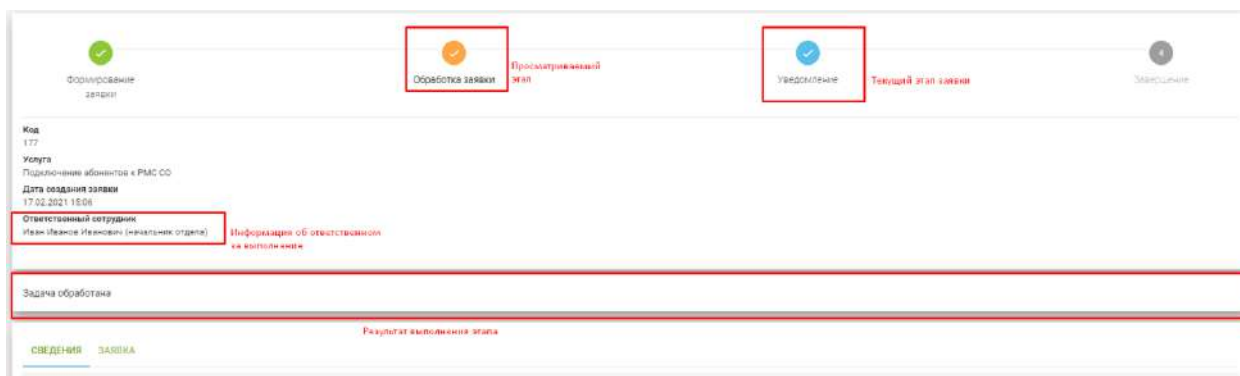 Формирование
заявки
Обработка заявки
Просматриваемый
этап
Уведомление
Текущий этап заявки
4
Завершение
Код
177
Услуга
Подключение абонентов к РМС СО
Дата создания заявки
17.02.2021 15:06
Ответственный сотрудник
Иван Иванов Иванович (начальник отдела)
Информация об ответственном
за выполнение
Задача обработана
Результат выполнения этапа
СВЕДЕНИЯ ЗАЯВКА